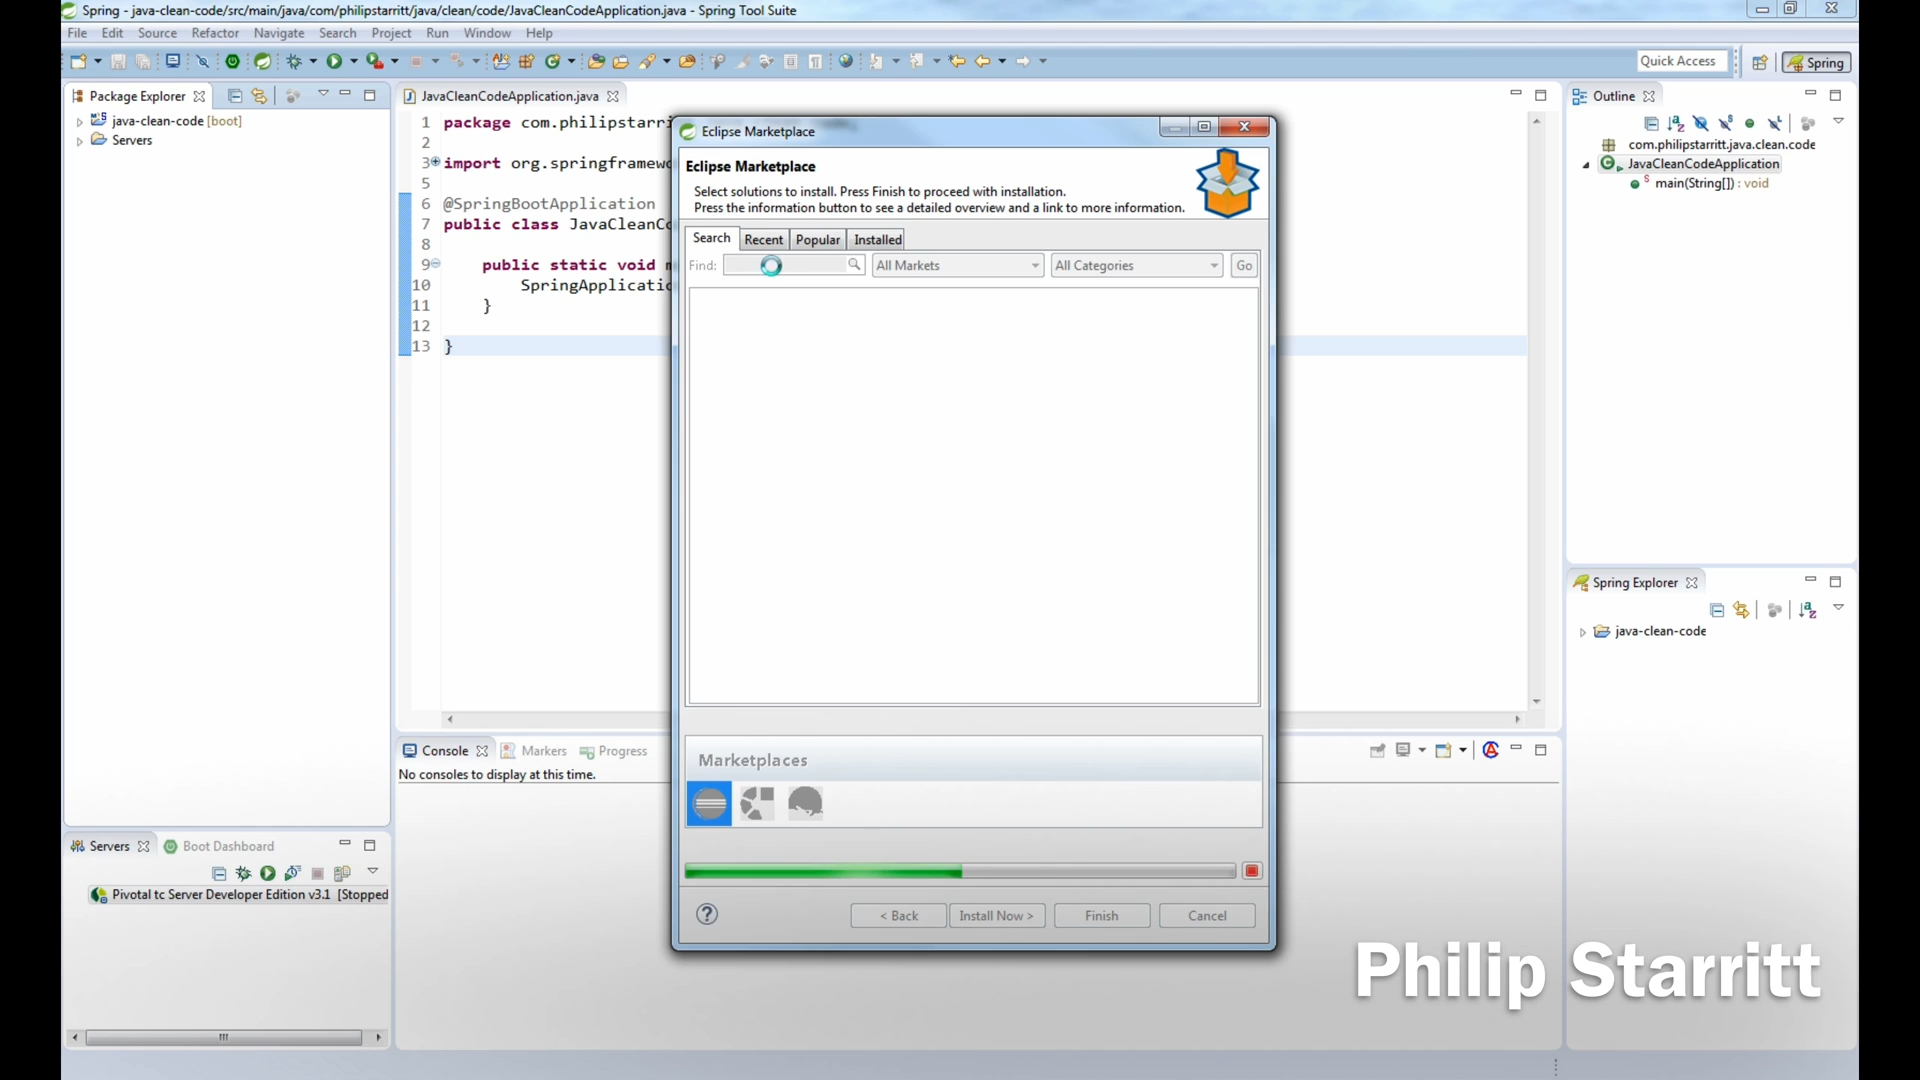 Spring - java-clean-code/src/main/java/com/philipstarritt/java/clean/code/JavaCleanCodeApplication.java - Spring Tool Suite
File Edit Source Refactor Navigate Search Project Run Window Help
Quick Access
Spring
Package Explorer
java-clean-code [boot]
Servers
JavaCleanCodeApplication.java
1 package com.philipstarri
2
3 import org.springframewo
5
6 @SpringBootApplication
7 public class JavaCleanCo
8
9 public static void m
10 SpringApplicatio
11 }
12
13 }
Eclipse Marketplace
Eclipse Marketplace
Select solutions to install. Press Finish to proceed with installation.
Press the information button to see a detailed overview and a link to more information.
Search Recent Popular Installed
Find: All Markets All Categories Go
Marketplaces
< Back Install Now > Finish Cancel
Outline
com.philipstarritt.java.clean.code
JavaCleanCodeApplication
main(String[]) : void
Spring Explorer
java-clean-code
Console Markers Progress
No consoles to display at this time.
Servers Boot Dashboard
Pivotal tc Server Developer Edition v3.1 [Stopped
Philip Starritt